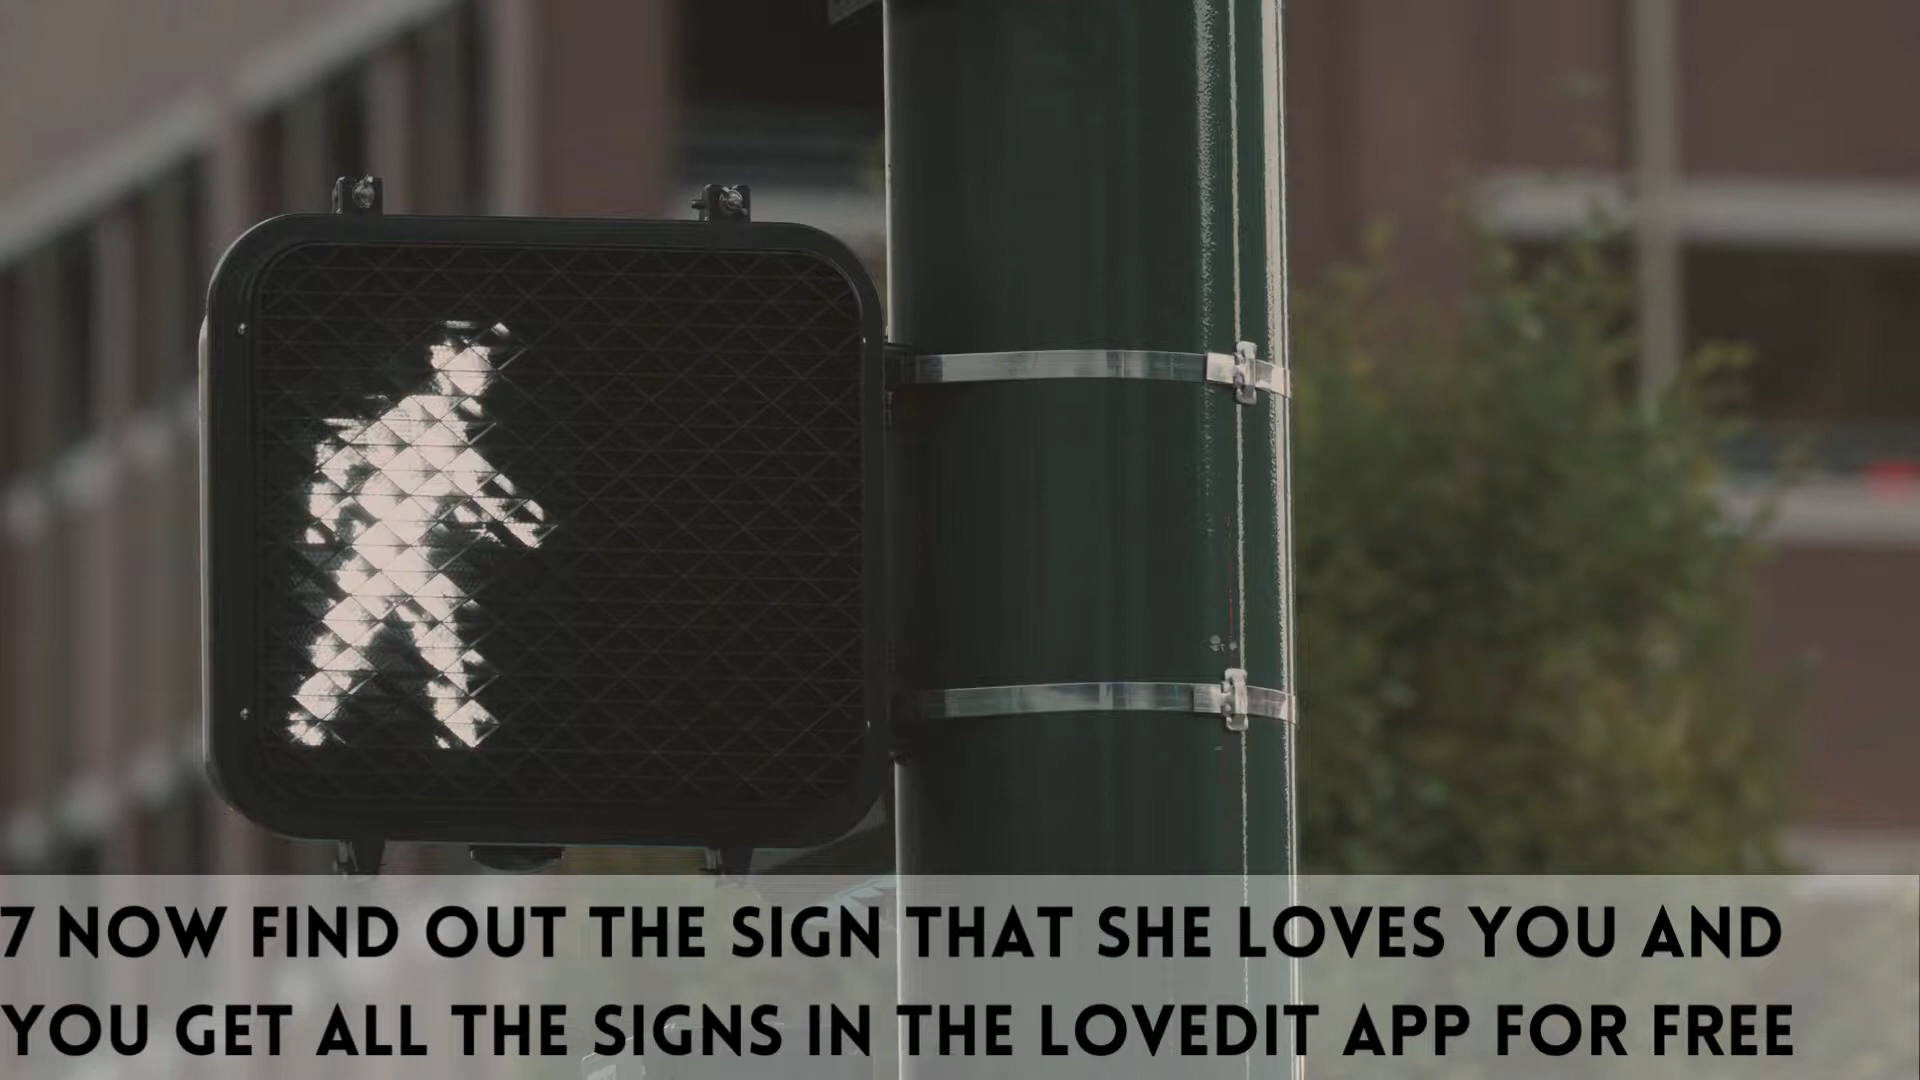 7 NOW FIND OUT THE SIGN THAT SHE LOVES YOU AND
YOU GET ALL THE SIGNS IN THE LOVEDIT APP FOR FREE